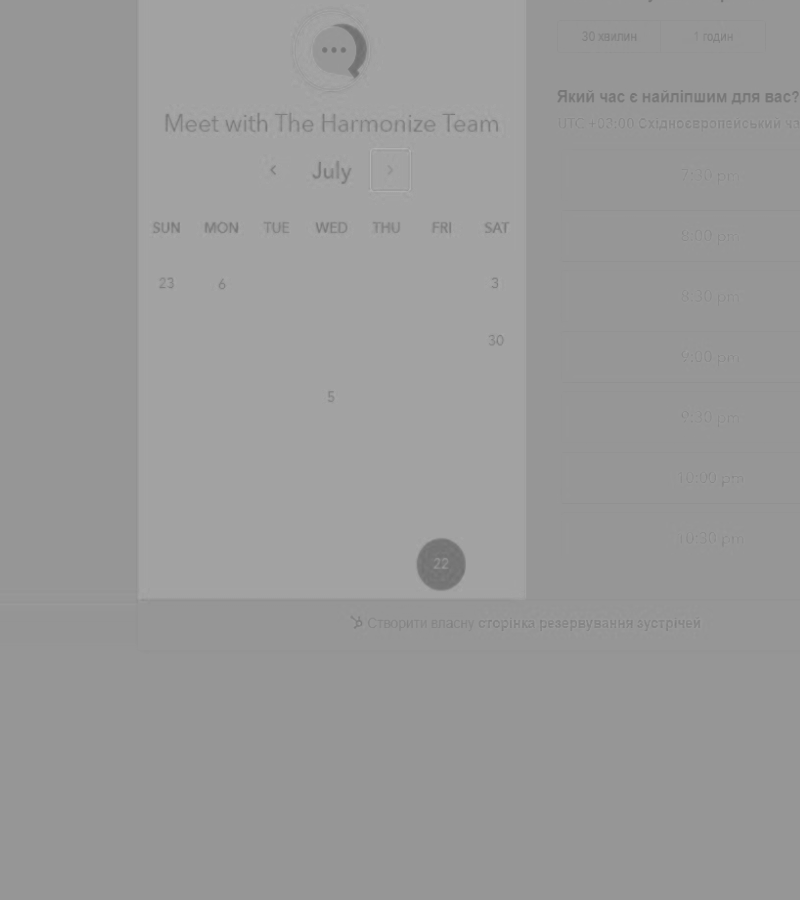 30 хвилин 1 годин
Meet with The Harmonize Team
Який час є найліпшим для вас?
UTC +03:00 Східноєвропейський
July
7:30 pm
SUN MON TUE WED THU FRI SAT
8:00 pm
23 6 3
8:30 pm
30
9:00 pm
5
9:30 pm
10:00 pm
10:30 pm
22
Створити власну сторінка резервування зустрічей